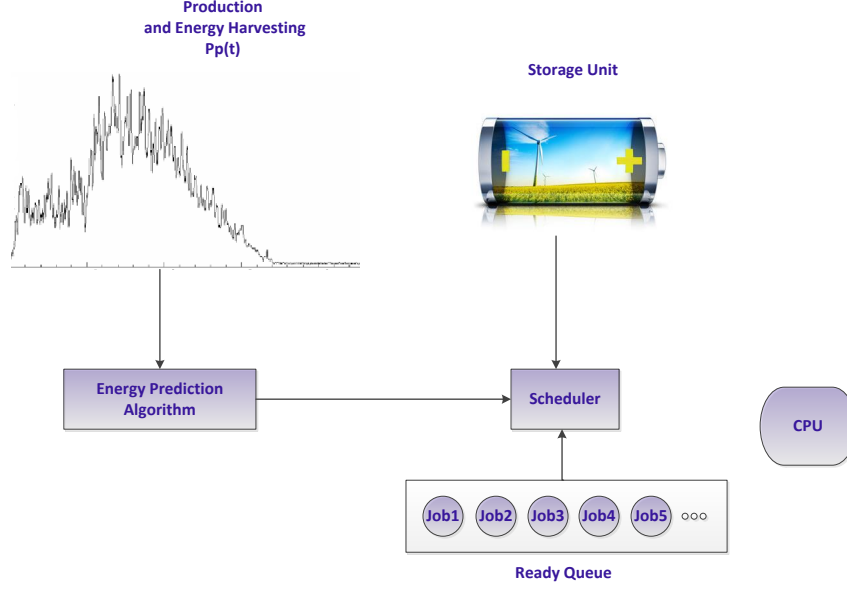 Production
and Energy Harvesting
Pp(t)
Storage Unit
Energy Prediction
Algorithm
Scheduler
CPU
Job1 Job2 Job3 Job4 Job5
Ready Queue